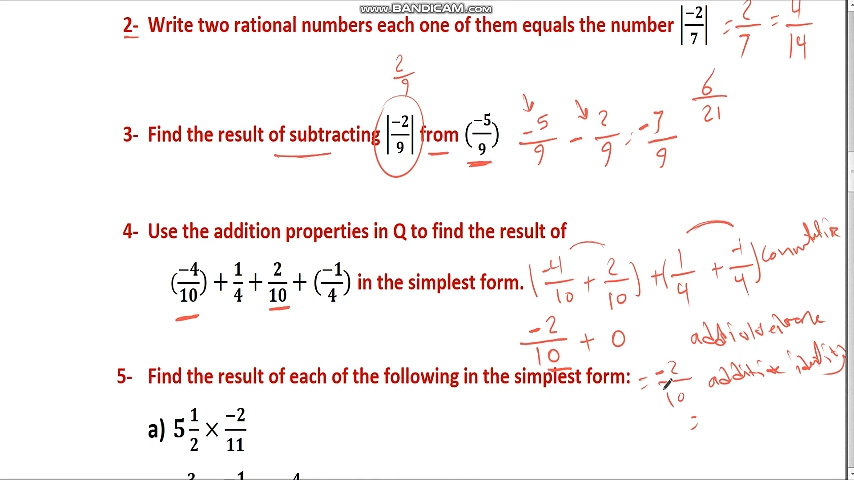 www.BANDICAM.com
2- Write two rational numbers each one of them equals the number |−2/7| = 2/7 = 4/14
2/9
6/21
3- Find the result of subtracting |−2/9| from (−5/9) −5/9 − 2/9 = −7/9
4- Use the addition properties in Q to find the result of
(−4/10) + 1/4 + 2/10 + (−1/4) in the simplest form. (−4/10 + 2/10) + (1/4 + −1/4)
−2/10 + 0 additive
5- Find the result of each of the following in the simplest form: = −2/10 additive identity
=
a) 5 1/2 × −2/11